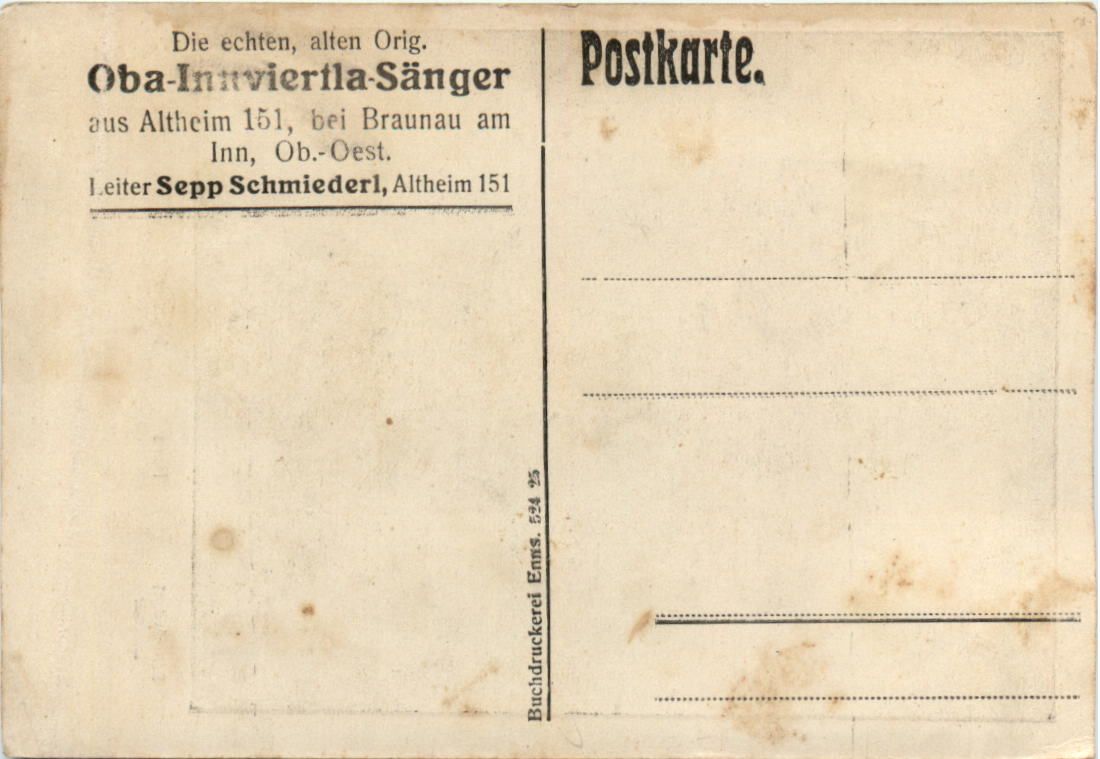 Die echten, alten Orig.
Oba-Innviertla-Sänger
aus Altheim 151, bei Braunau am
Inn, Ob.-Oest.
Leiter Sepp Schmiederl, Altheim 151
Postkarte.
Buchdruckerei Enns. 524 25